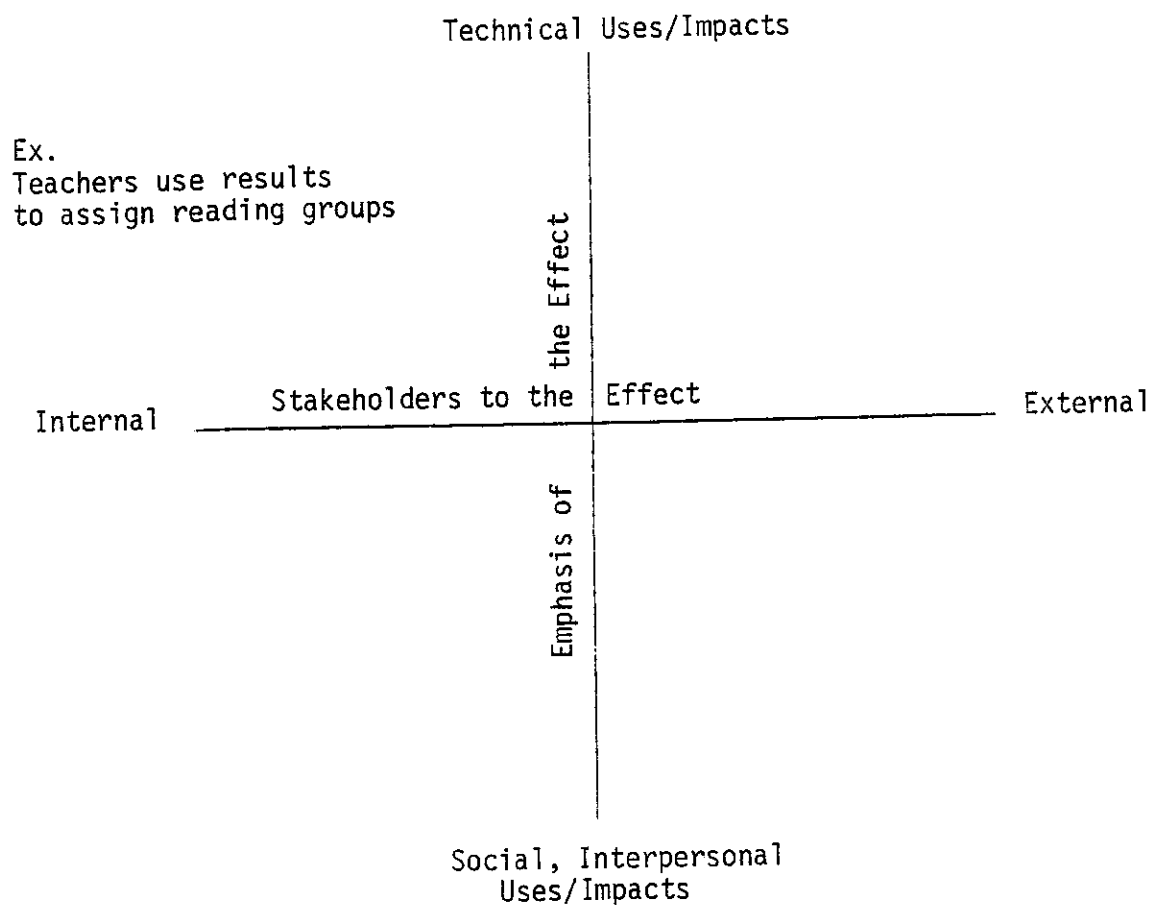 Technical Uses/Impacts
Ex.
Teachers use results
to assign reading groups
Emphasis of the Effect
Stakeholders to the Effect
Internal
External
Social, Interpersonal
Uses/Impacts